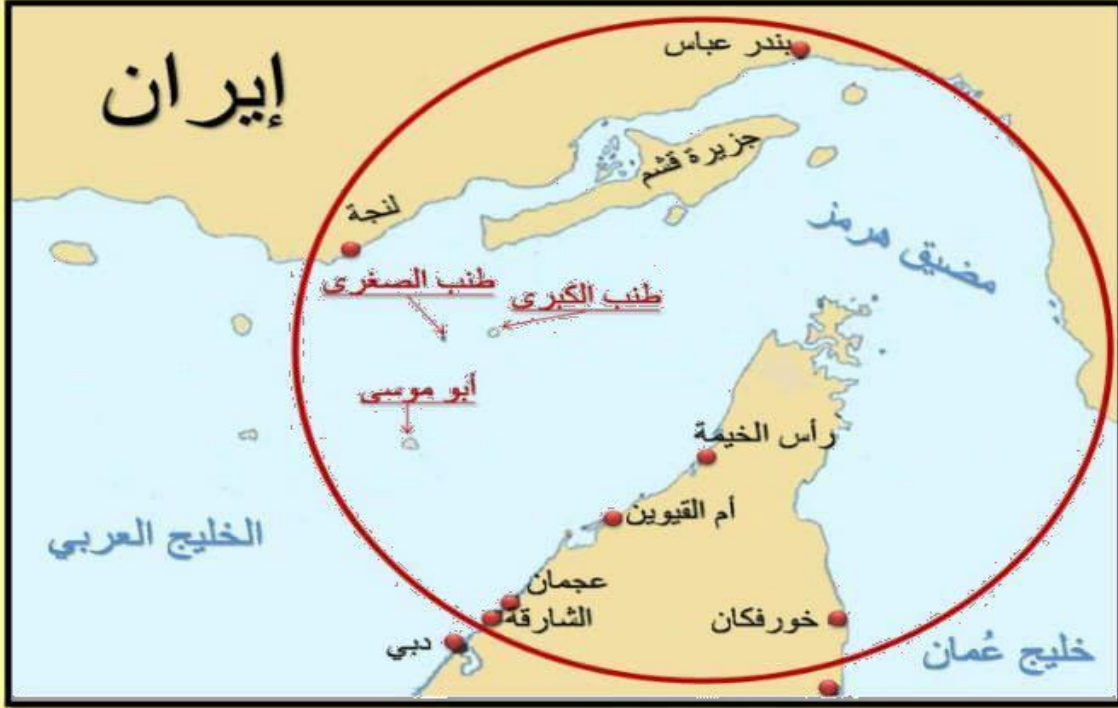 بندر عباس
إيران
جزيرة قشم
لنجة
مضيق هرمز
طنب الصغرى
طنب الكبرى
أبو موسى
رأس الخيمة
أم القيوين
الخليج العربي
عجمان
الشارقة
خورفكان
دبي
خليج عُمان